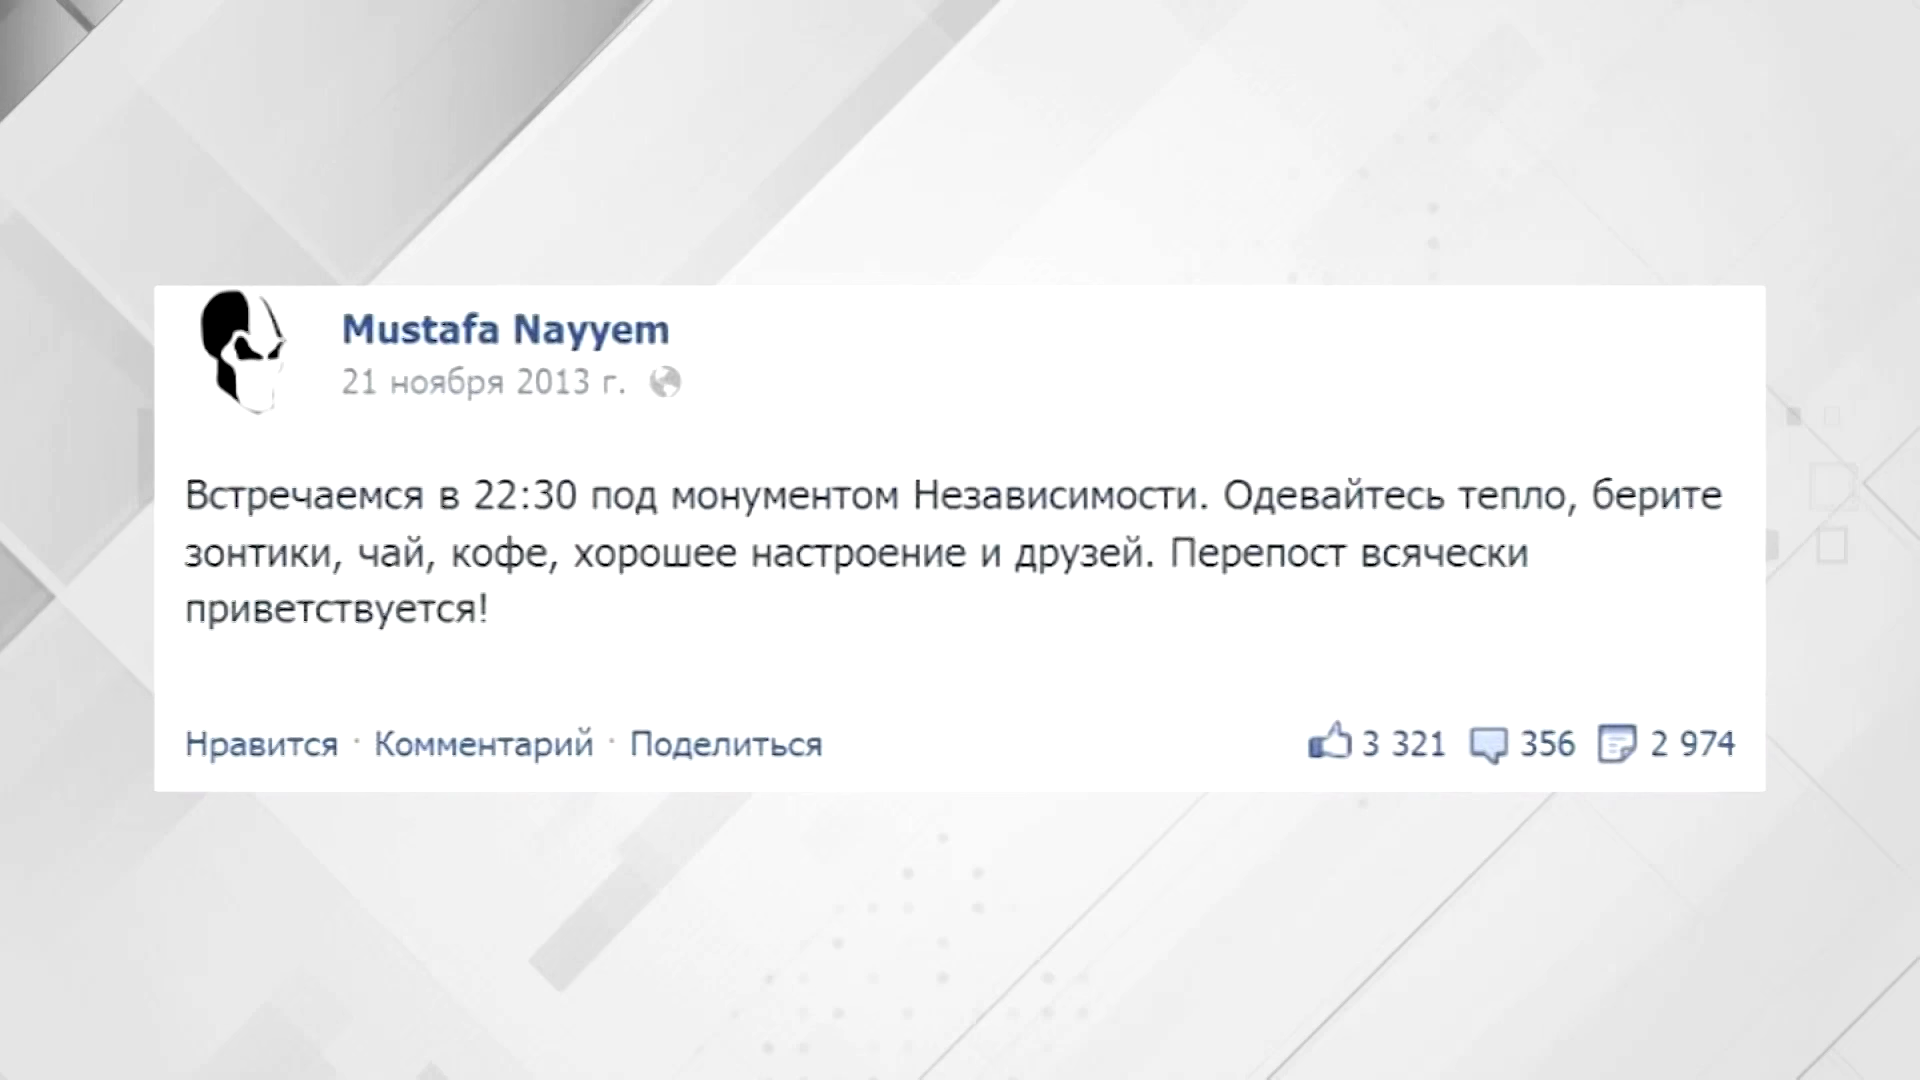 Mustafa Nayyem
21 ноября 2013 г.
Встречаемся в 22:30 под монументом Независимости. Одевайтесь тепло, берите
зонтики, чай, кофе, хорошее настроение и друзей. Перепост всячески
приветствуется!
Нравится · Комментарий · Поделиться 3 321 356 2 974